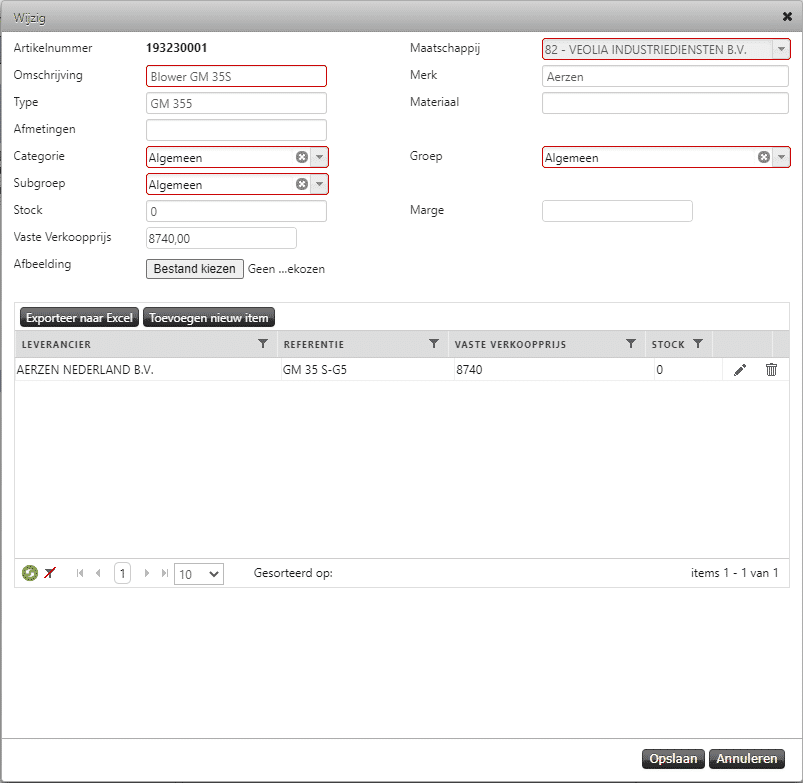 Wijzig
Artikelnummer 193230001 Maatschappij 82 - VEOLIA INDUSTRIEDIENSTEN B.V.
Omschrijving Blower GM 35S Merk Aerzen
Type GM 355 Materiaal
Afmetingen
Categorie Algemeen Groep Algemeen
Subgroep Algemeen
Stock 0 Marge
Vaste Verkoopprijs 8740,00
Afbeelding Bestand kiezen Geen ...ekozen
Exporteer naar Excel Toevoegen nieuw item
LEVERANCIER REFERENTIE VASTE VERKOOPPRIJS STOCK
AERZEN NEDERLAND B.V. GM 35 S-G5 8740 0
1 10 Gesorteerd op: items 1 - 1 van 1
Opslaan Annuleren